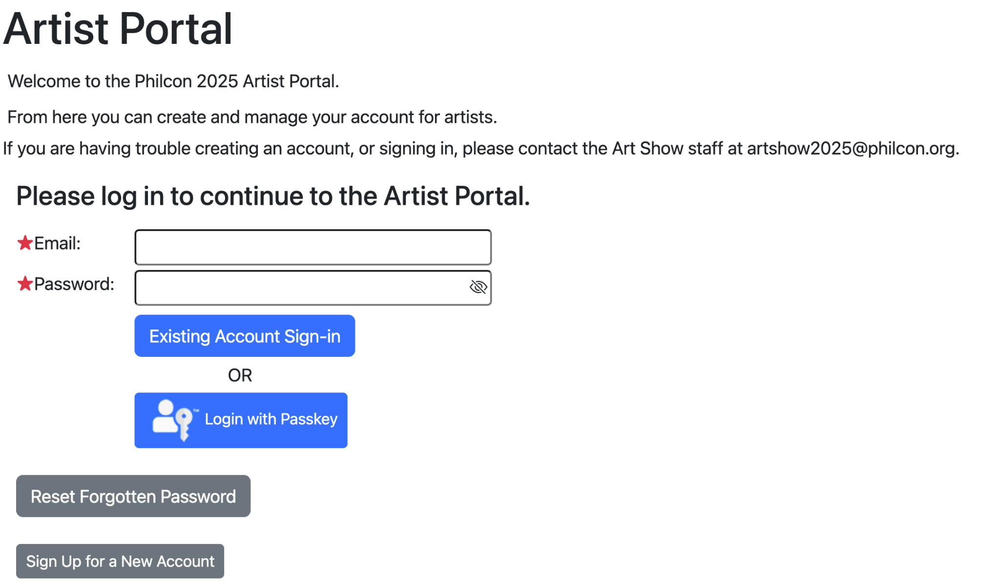 Artist Portal
Welcome to the Philcon 2025 Artist Portal.
From here you can create and manage your account for artists.
If you are having trouble creating an account, or signing in, please contact the Art Show staff at artshow2025@philcon.org.
Please log in to continue to the Artist Portal.
Email:
Password:
Existing Account Sign-in
OR
™ Login with Passkey
Reset Forgotten Password
Sign Up for a New Account